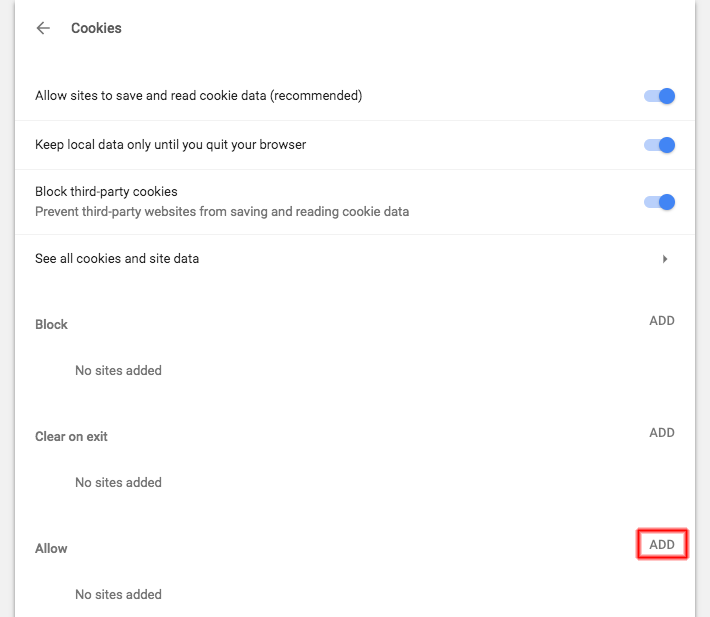 Cookies
Allow sites to save and read cookie data (recommended)
Keep local data only until you quit your browser
Block third-party cookies
Prevent third-party websites from saving and reading cookie data
See all cookies and site data
Block ADD
No sites added
Clear on exit ADD
No sites added
Allow ADD
No sites added